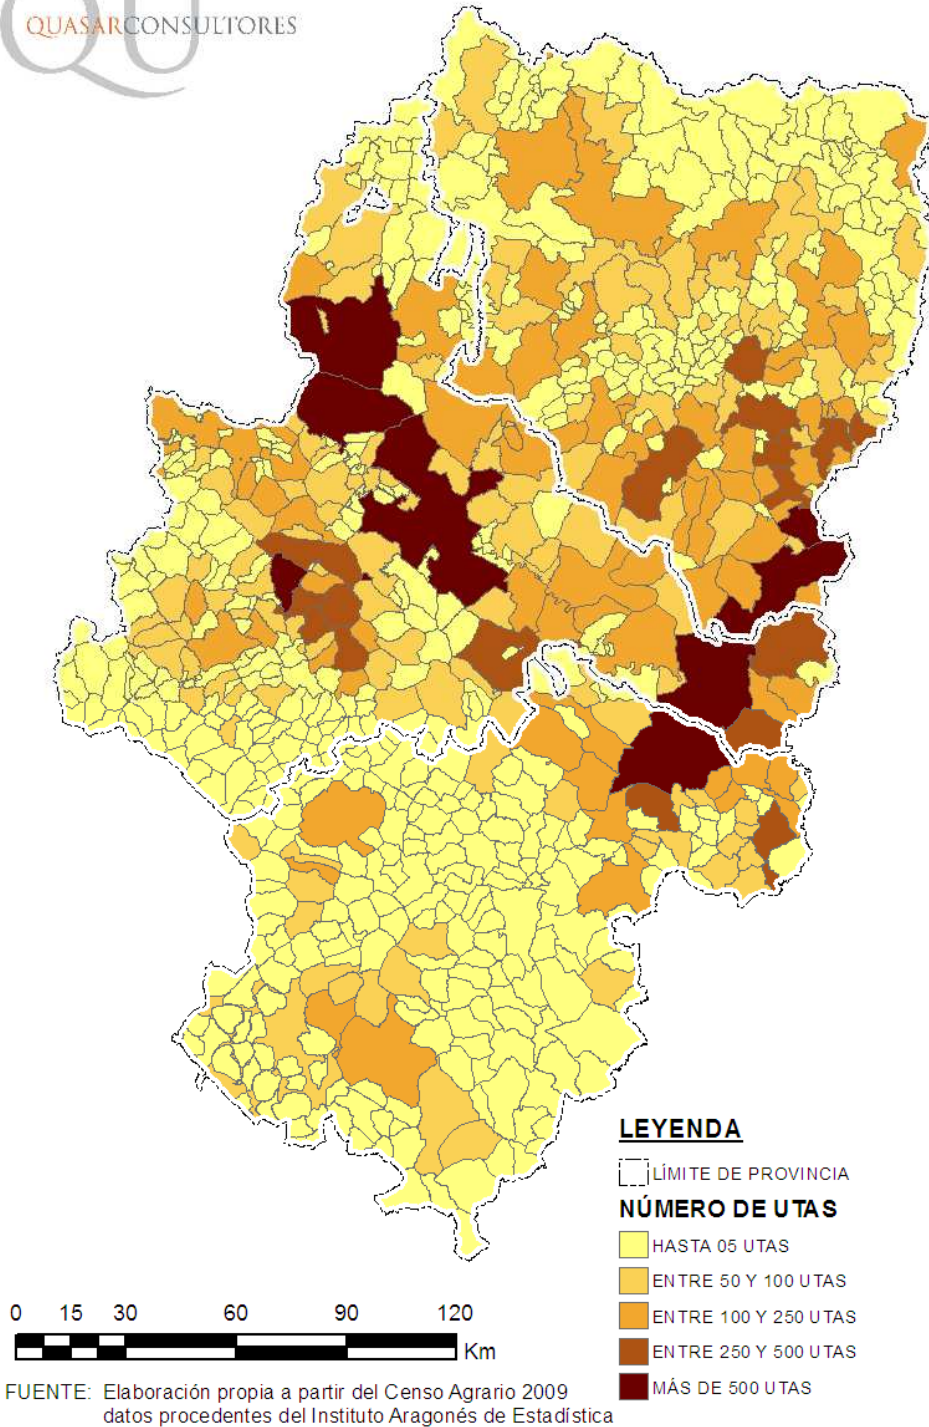 QU
QUASARCONSULTORES
LEYENDA
LÍMITE DE PROVINCIA
NÚMERO DE UTAS
HASTA 05 UTAS
ENTRE 50 Y 100 UTAS
ENTRE 100 Y 250 UTAS
ENTRE 250 Y 500 UTAS
MÁS DE 500 UTAS
0 15 30 60 90 120
Km
FUENTE: Elaboración propia a partir del Censo Agrario 2009
datos procedentes del Instituto Aragonés de Estadística